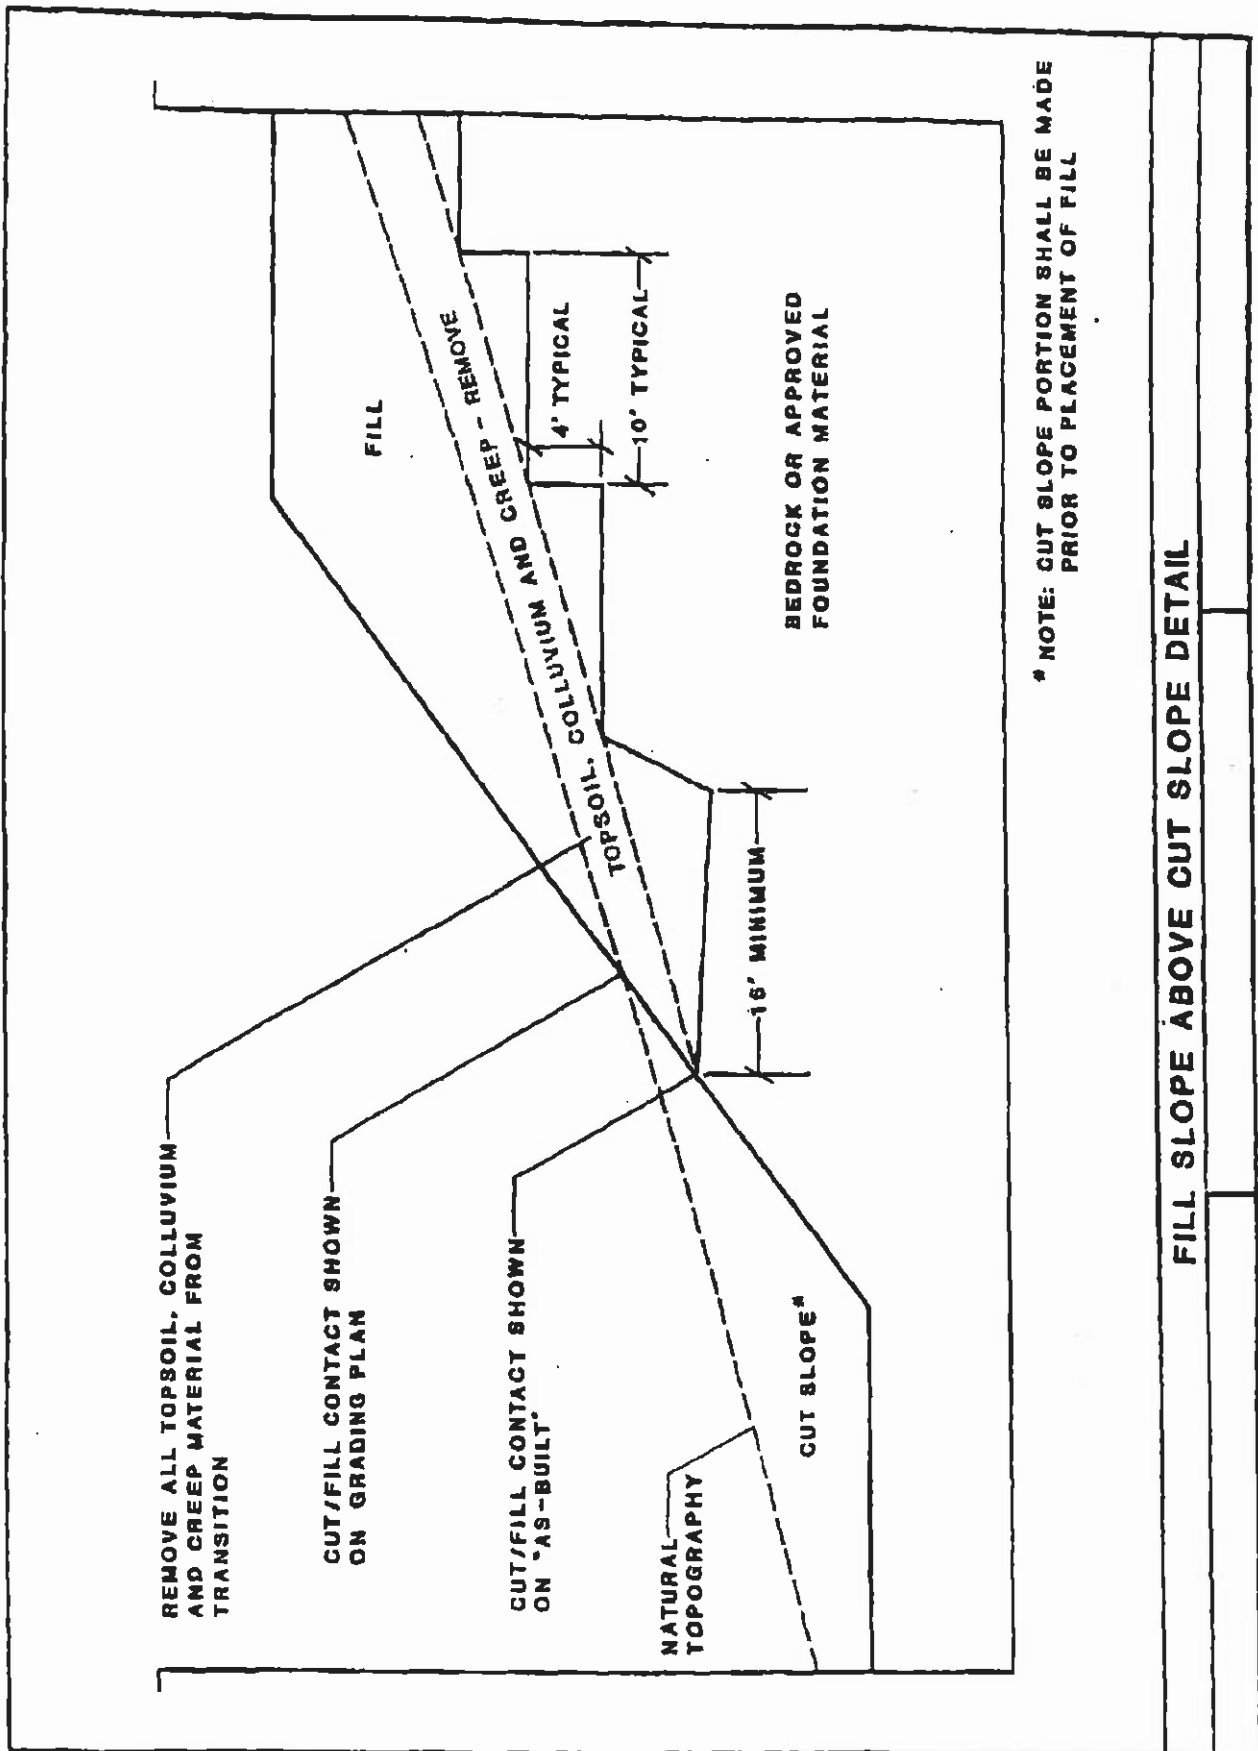 REMOVE ALL TOPSOIL, COLLUVIUM
AND CREEP MATERIAL FROM
TRANSITION
CUT/FILL CONTACT SHOWN
ON GRADING PLAN
CUT/FILL CONTACT SHOWN
ON "AS-BUILT"
NATURAL
TOPOGRAPHY
CUT SLOPE*
FILL
TOPSOIL, COLLUVIUM AND CREEP - REMOVE
4' TYPICAL
10' TYPICAL
16' MINIMUM
BEDROCK OR APPROVED
FOUNDATION MATERIAL
* NOTE: CUT SLOPE PORTION SHALL BE MADE
PRIOR TO PLACEMENT OF FILL
FILL SLOPE ABOVE CUT SLOPE DETAIL